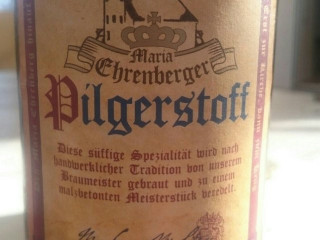 Maria
Ehrenberger
Pilgerstoff
Diese süffige Spezialität wird nach
handwerklicher Tradition von unserem
Braumeister gebraut und zu einem
malzbetonten Meisterstück veredelt.